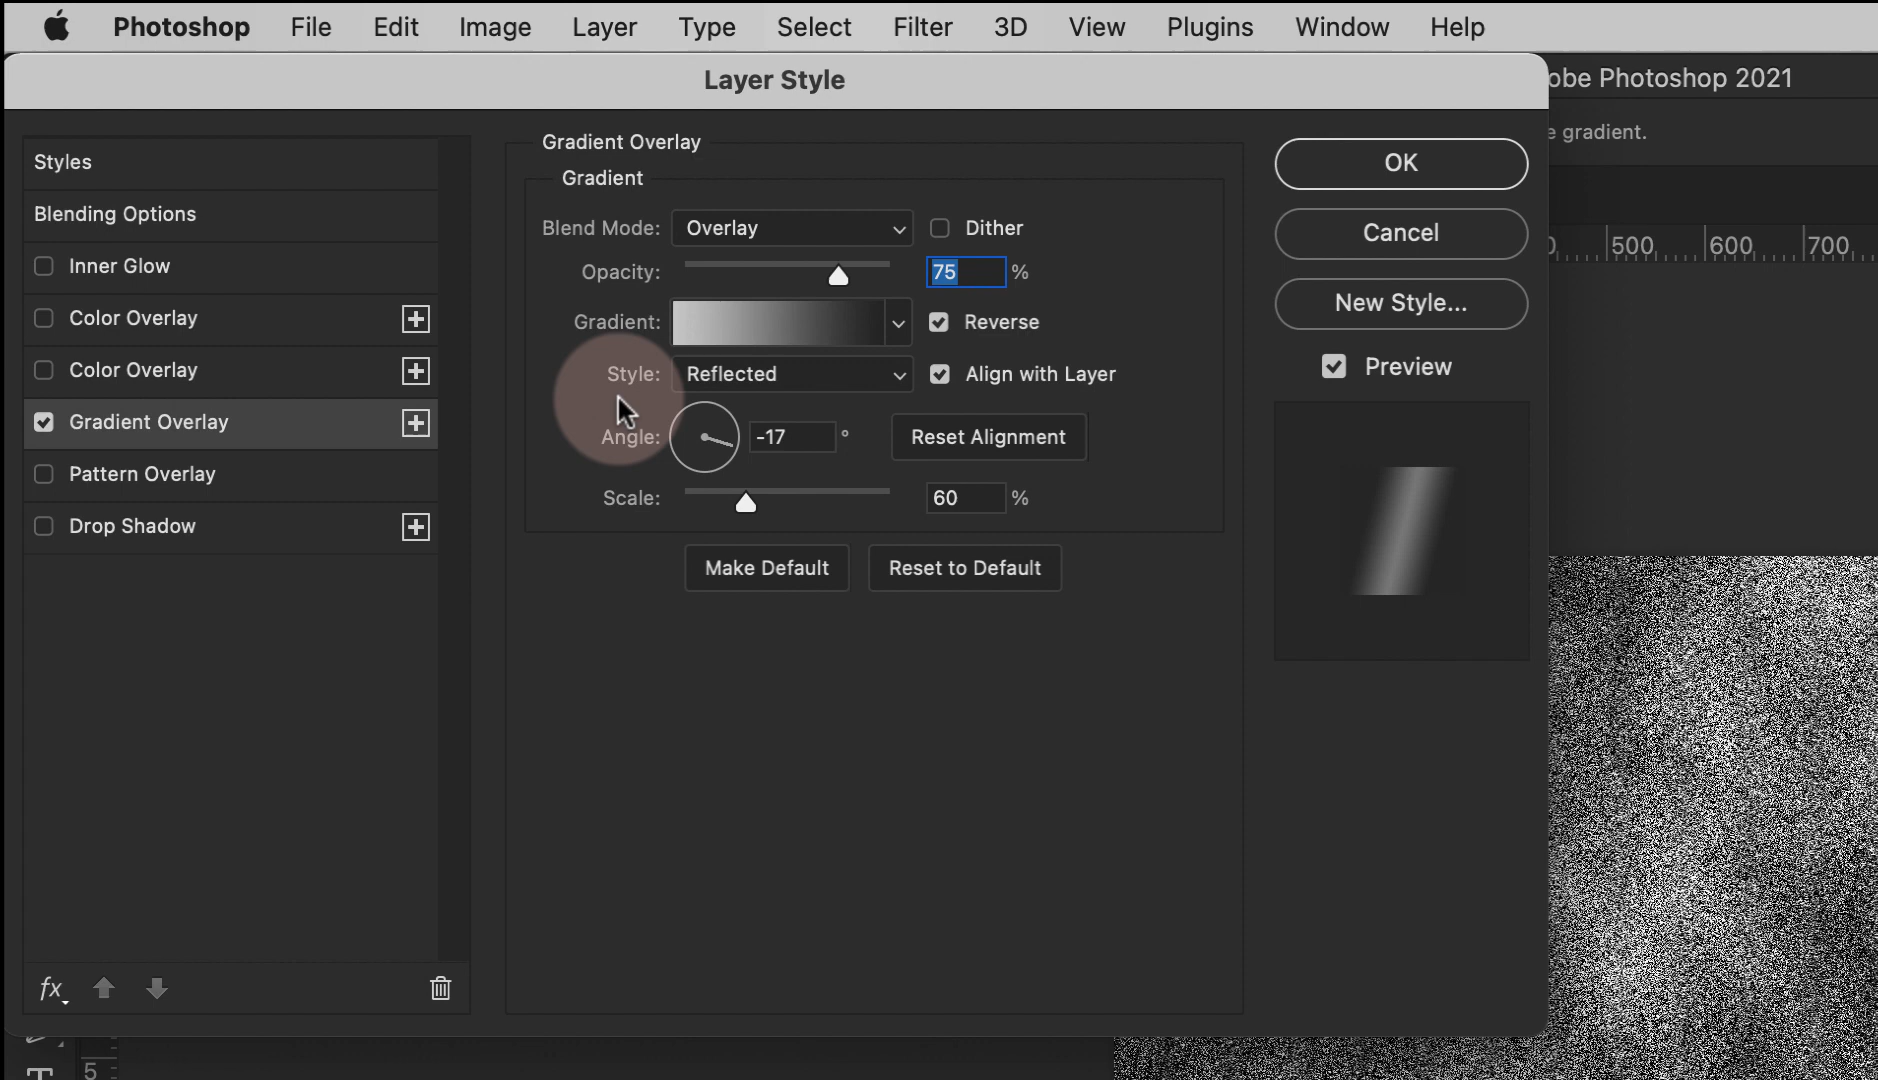 Photoshop File Edit Image Layer Type Select Filter 3D View Plugins Window Help
Layer Style
obe Photoshop 2021
e gradient.
Styles
Blending Options
Inner Glow
Color Overlay
Color Overlay
Gradient Overlay
Pattern Overlay
Drop Shadow
fx
Gradient Overlay
Gradient
Blend Mode: Overlay Dither
Opacity: 75 %
Gradient: Reverse
Style: Reflected Align with Layer
Angle: -17 ° Reset Alignment
Scale: 60 %
Make Default Reset to Default
OK
Cancel
New Style...
Preview
500 600 700
T
5